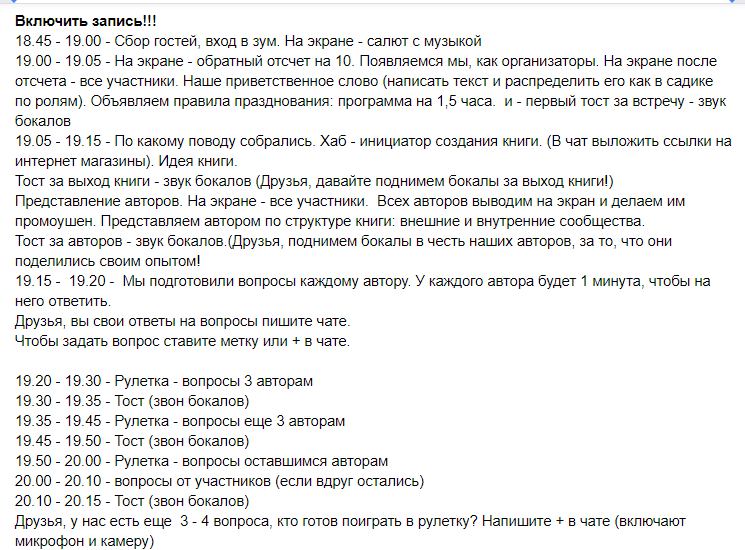 Включить запись!!!
18.45 - 19.00 - Сбор гостей, вход в зум. На экране - салют с музыкой
19.00 - 19.05 - На экране - обратный отсчет на 10. Появляемся мы, как организаторы. На экране после
отсчета - все участники. Наше приветственное слово (написать текст и распределить его как в садике
по ролям). Объявляем правила празднования: программа на 1,5 часа.  и - первый тост за встречу - звук
бокалов
19.05 - 19.15 - По какому поводу собрались. Хаб - инициатор создания книги. (В чат выложить ссылки на
интернет магазины). Идея книги.
Тост за выход книги - звук бокалов (Друзья, давайте поднимем бокалы за выход книги!)
Представление авторов. На экране - все участники.  Всех авторов выводим на экран и делаем им
промоушен. Представляем автором по структуре книги: внешние и внутренние сообщества.
Тост за авторов - звук бокалов.(Друзья, поднимем бокалы в честь наших авторов, за то, что они
поделились своим опытом!
19.15 -  19.20 -  Мы подготовили вопросы каждому автору. У каждого автора будет 1 минута, чтобы на
него ответить.
Друзья, вы свои ответы на вопросы пишите чате.
Чтобы задать вопрос ставите метку или + в чате.
19.20 - 19.30 - Рулетка - вопросы 3 авторам
19.30 - 19.35 - Тост (звон бокалов)
19.35 - 19.45 - Рулетка - вопросы еще 3 авторам
19.45 - 19.50 - Тост (звон бокалов)
19.50 - 20.00 - Рулетка - вопросы оставшимся авторам
20.00 - 20.10 - вопросы от участников (если вдруг остались)
20.10 - 20.15 - Тост (звон бокалов)
Друзья, у нас есть еще  3 - 4 вопроса, кто готов поиграть в рулетку? Напишите + в чате (включают
микрофон и камеру)